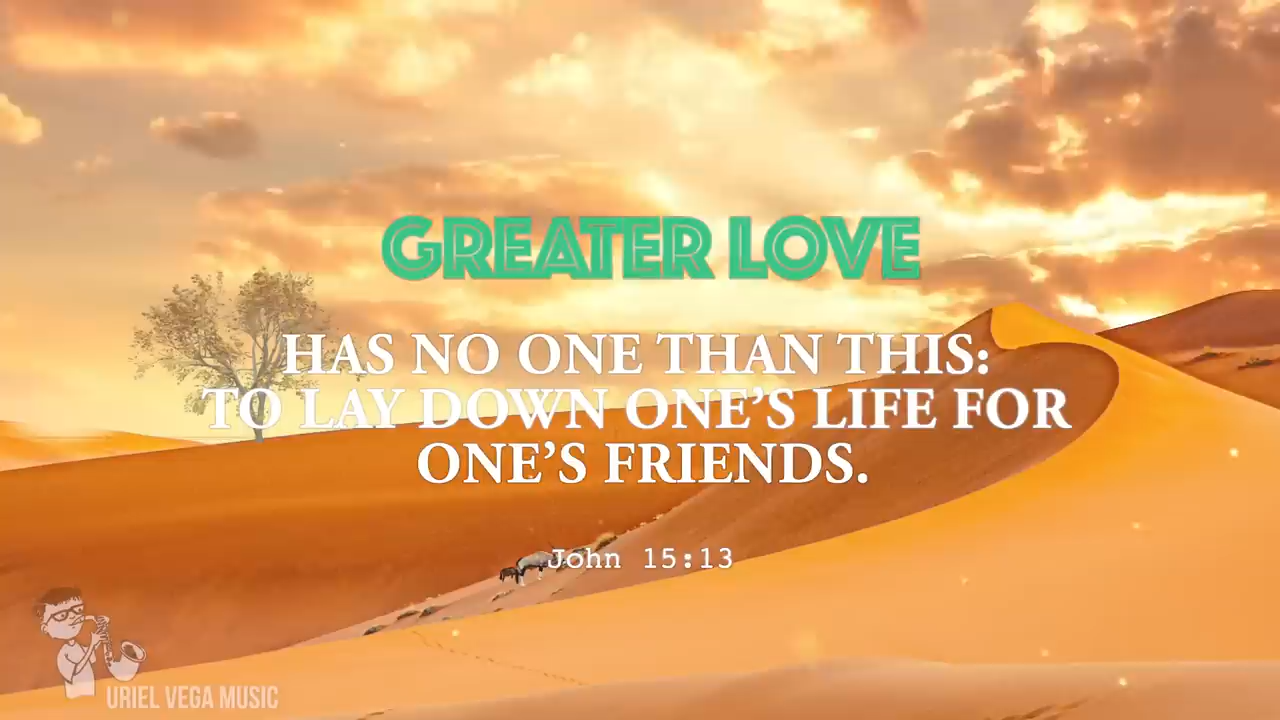 GREATER LOVE
HAS NO ONE THAN THIS:
TO LAY DOWN ONE’S LIFE FOR
ONE’S FRIENDS.
John 15:13
URIEL VEGA MUSIC